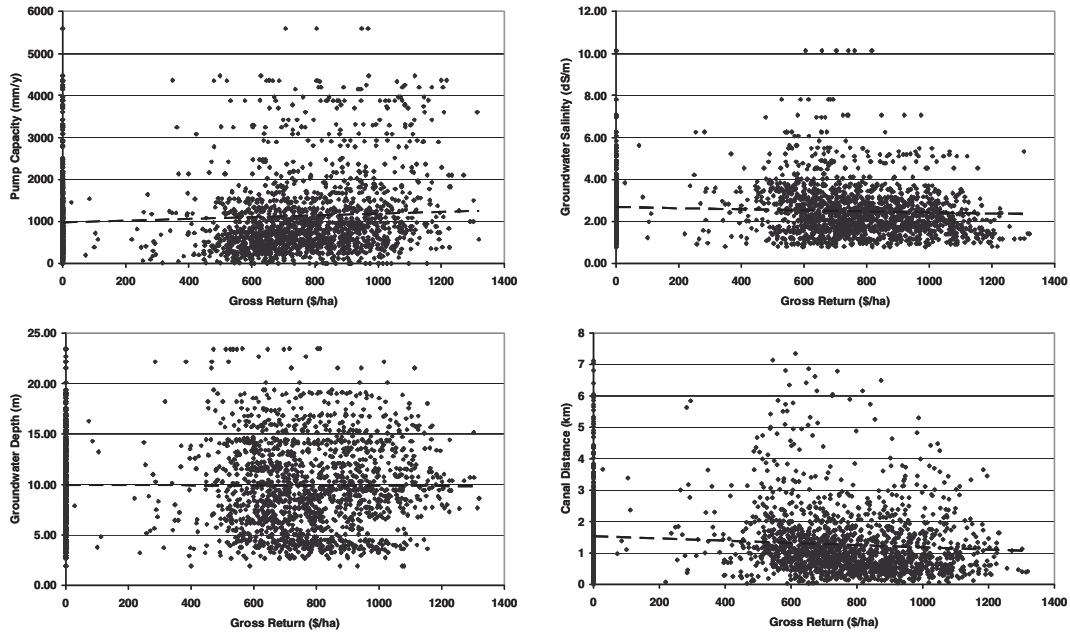 6000
5000
4000
3000
2000
1000
0
Pump Capacity (mm/y)
0 200 400 600 800 1000 1200 1400
Gross Return ($/ha)
12.00
10.00
8.00
6.00
4.00
2.00
0.00
Groundwater Salinity (dS/m)
0 200 400 600 800 1000 1200 1400
Gross Return ($/ha)
25.00
20.00
15.00
10.00
5.00
0.00
Groundwater Depth (m)
0 200 400 600 800 1000 1200 1400
Gross Return ($/ha)
8
7
6
5
4
3
2
1
0
Canal Distance (km)
0 200 400 600 800 1000 1200 1400
Gross Return ($/ha)